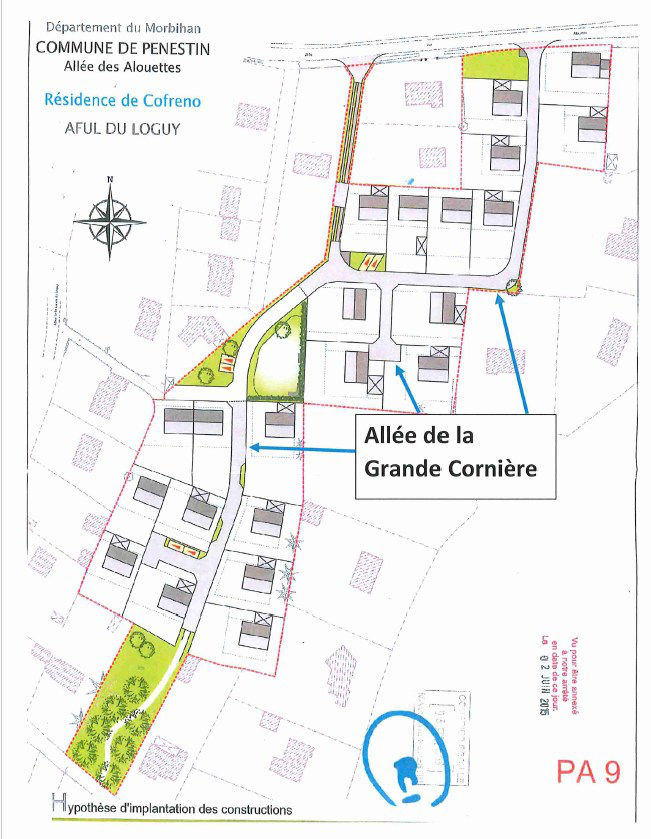 Département du Morbihan
COMMUNE DE PENESTIN
Allée des Alouettes
Résidence de Cofreno
AFUL DU LOGUY
N
Allée de la
Grande Cornière
Vu pour être annexé
à notre arrêté
en date de ce jour.
Le 0 2 JUIN 2015
PA 9
Hypothèse d'implantation des constructions